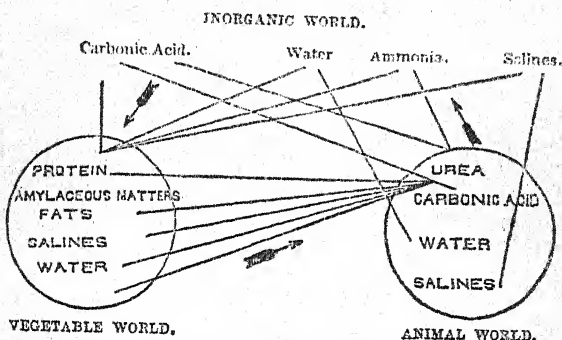 INORGANIC WORLD.
Carbonic Acid. Water Ammonia. Salines.
PROTEIN
AMYLACEOUS MATTERS
FATS
SALINES
WATER
UREA
CARBONIC ACID
WATER
SALINES
VEGETABLE WORLD.
ANIMAL WORLD.